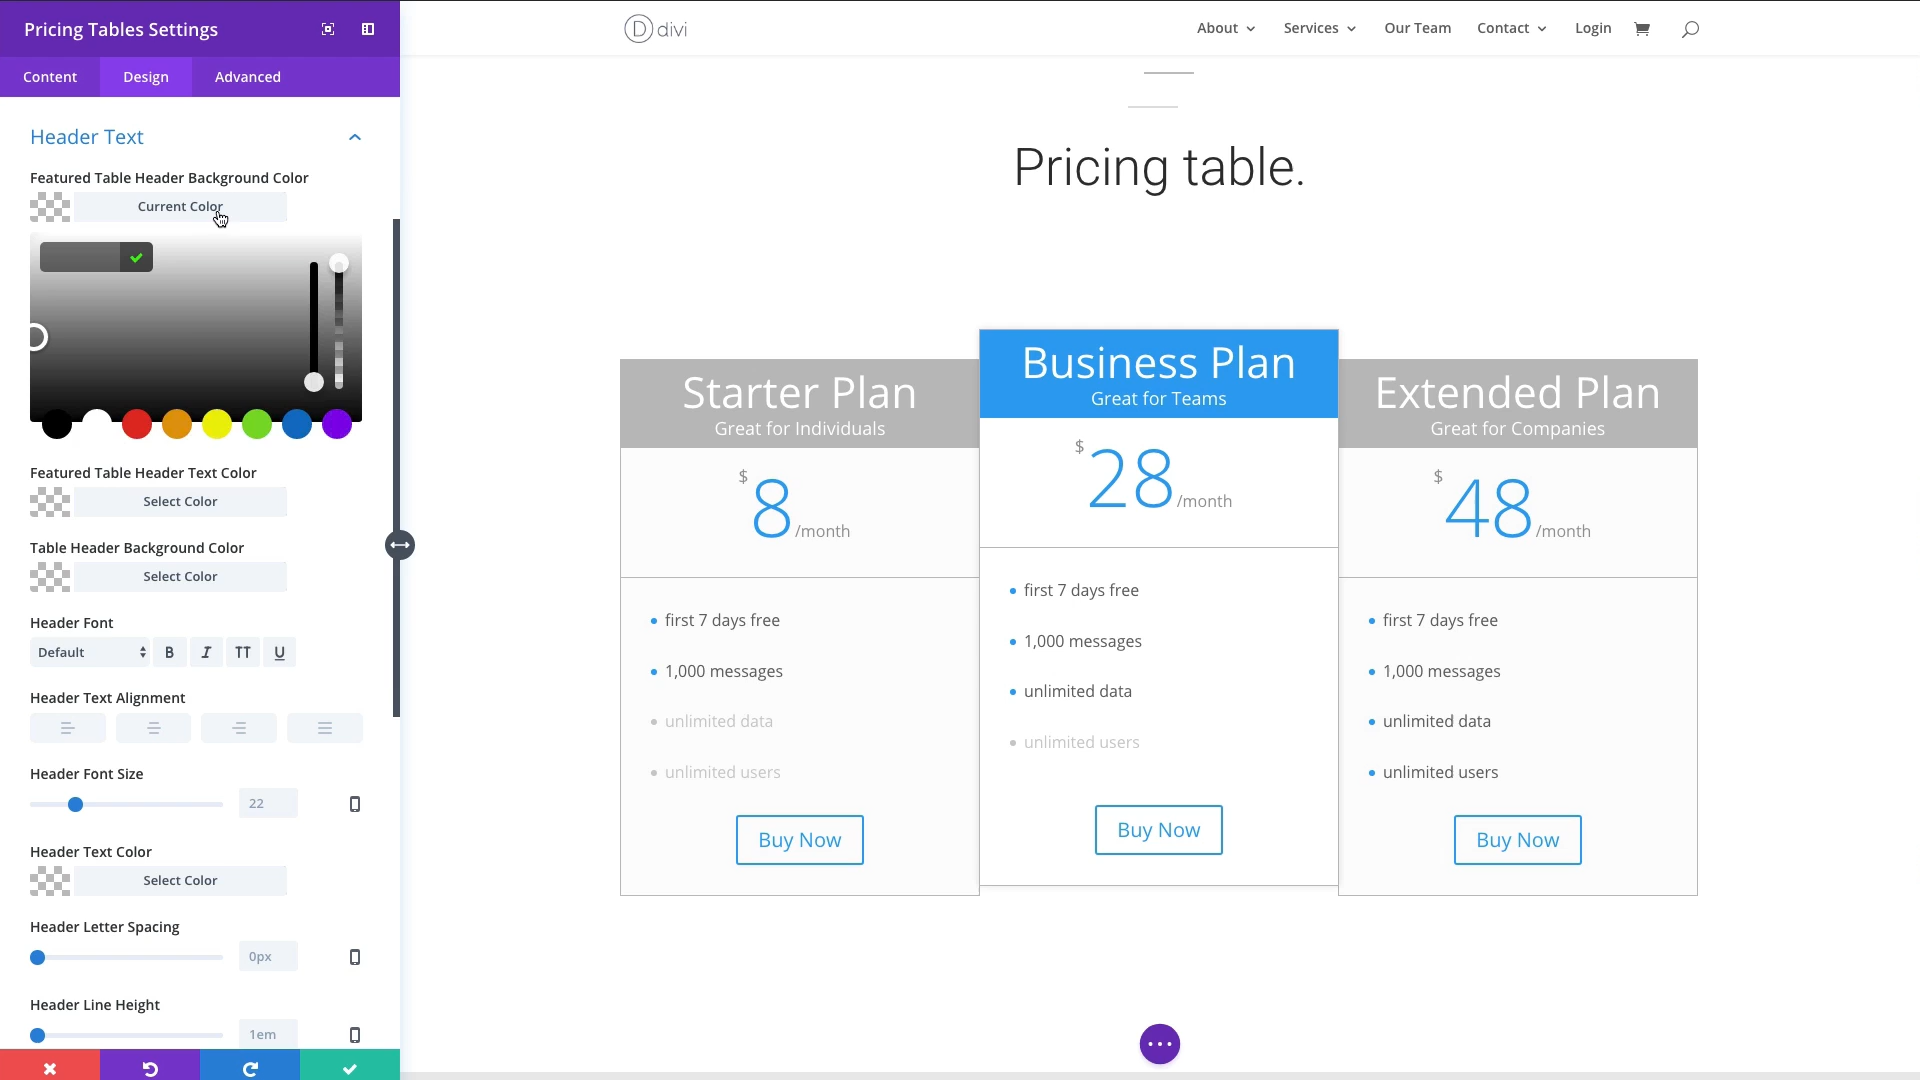 Pricing Tables Settings
Content Design Advanced
Header Text
Featured Table Header Background Color
Current Color
Featured Table Header Text Color
Select Color
Table Header Background Color
Select Color
Header Font
Default B I TT U
Header Text Alignment
Header Font Size
22
Header Text Color
Select Color
Header Letter Spacing
0px
Header Line Height
1em
D divi
About Services Our Team Contact Login
Pricing table.
Starter Plan
Great for Individuals
$8/month
first 7 days free
1,000 messages
unlimited data
unlimited users
Buy Now
Business Plan
Great for Teams
$28/month
first 7 days free
1,000 messages
unlimited data
unlimited users
Buy Now
Extended Plan
Great for Companies
$48/month
first 7 days free
1,000 messages
unlimited data
unlimited users
Buy Now